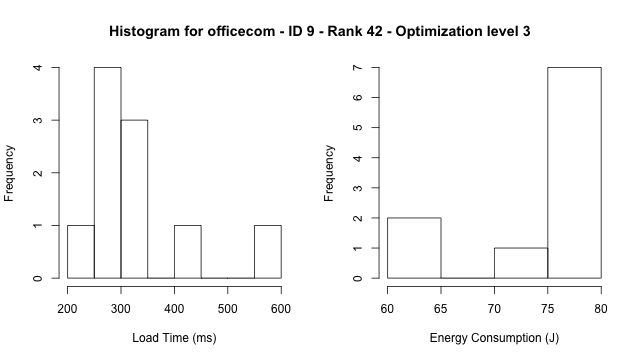 Histogram for officecom - ID 9 - Rank 42 - Optimization level 3
Frequency
4
3
2
1
0
200 300 400 500 600
Load Time (ms)
Frequency
7
6
5
4
3
2
1
0
60 65 70 75 80
Energy Consumption (J)